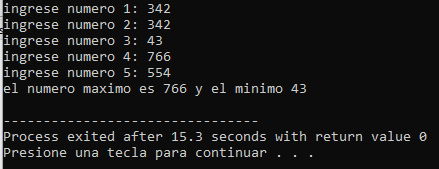 ingrese numero 1: 342
ingrese numero 2: 342
ingrese numero 3: 43
ingrese numero 4: 766
ingrese numero 5: 554
el numero maximo es 766 y el minimo 43
--------------------------------
Process exited after 15.3 seconds with return value 0
Presione una tecla para continuar . . .